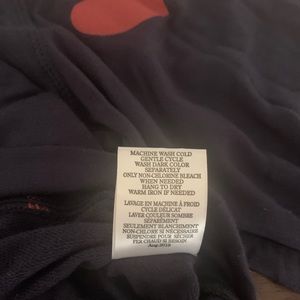 MACHINE WASH COLD
GENTLE CYCLE
WASH DARK COLOR
SEPARATELY
ONLY NON-CHLORINE BLEACH
WHEN NEEDED
HANG TO DRY
WARM IRON IF NEEDED
LAVAGE EN MACHINE À FROID
CYCLE DÉLICAT
LAVER COULEUR SOMBRE
SÉPARÉMENT
SEULEMENT BLANCHIMENT
NON-CHLORE SI NÉCESSAIRE
SUSPENDRE POUR SÉCHER
FER CHAUD SI BESOIN